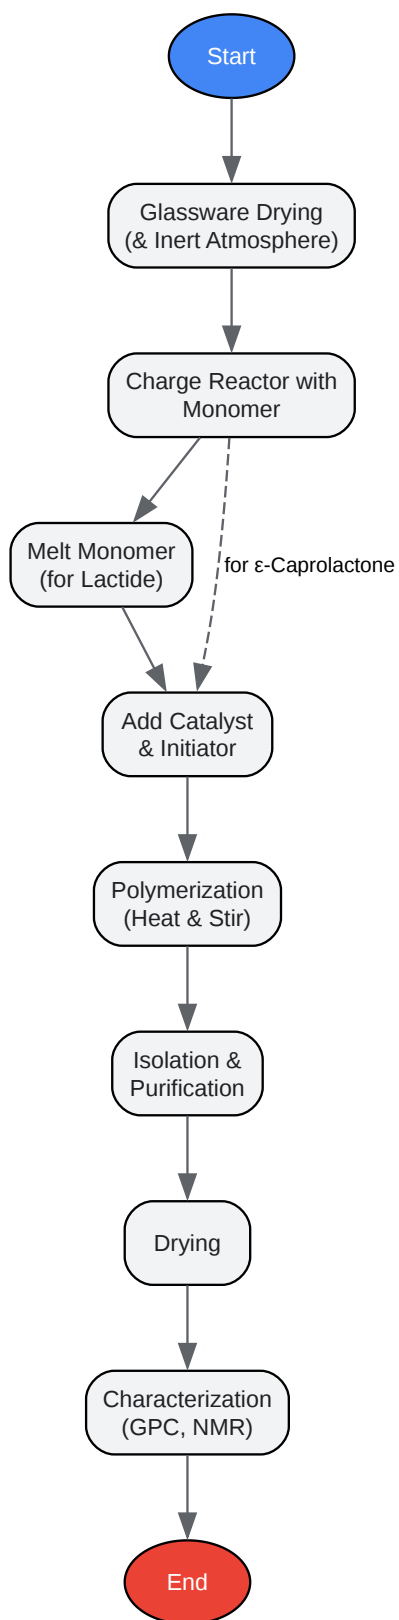 Start
Glassware Drying
(& Inert Atmosphere)
Charge Reactor with
Monomer
Melt Monomer
(for Lactide)
for ε-Caprolactone
Add Catalyst
& Initiator
Polymerization
(Heat & Stir)
Isolation &
Purification
Drying
Characterization
(GPC, NMR)
End